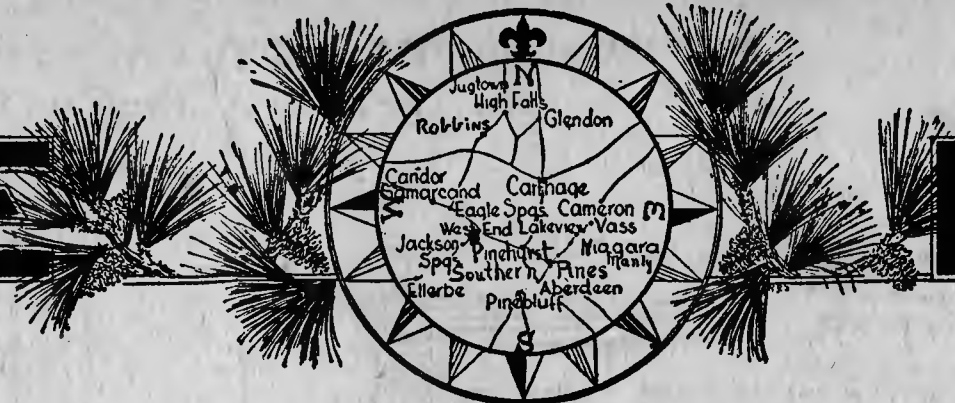 N
Jugtown
High Falls
Robbins Glendon
Candor
Samarcand Carthage
Eagle Spgs Cameron E
West End Lakeview Vass
Jackson Pinehurst Niagara
Spgs Southern Pines Manly
Ellerbe Aberdeen
Pinebluff
S